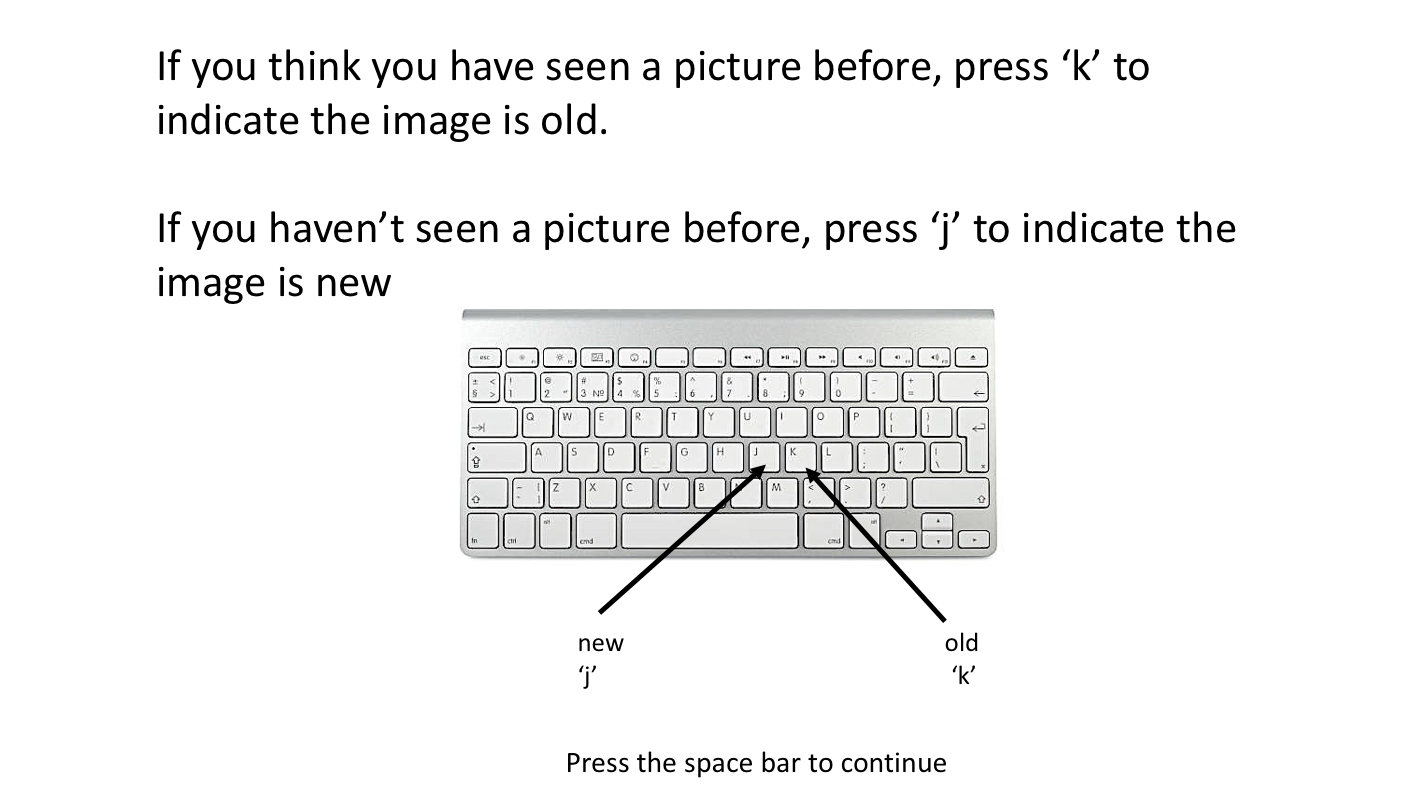 If you think you have seen a picture before, press ‘k’ to
indicate the image is old.
If you haven’t seen a picture before, press ‘j’ to indicate the
image is new
esc
± § < >
! 1
@ 2 "
# 3 №
$ 4 %
% 5 :
^ 6 ,
& 7 .
* 8 ;
( 9
) 0
- -
+ =
Q W E R T Y U I O P { [ } ]
A S D F G H J K L : ; " ' | \
Z X C V B M < , > . ? /
fn ctrl alt cmd cmd alt
new
old
‘j’
‘k’
Press the space bar to continue